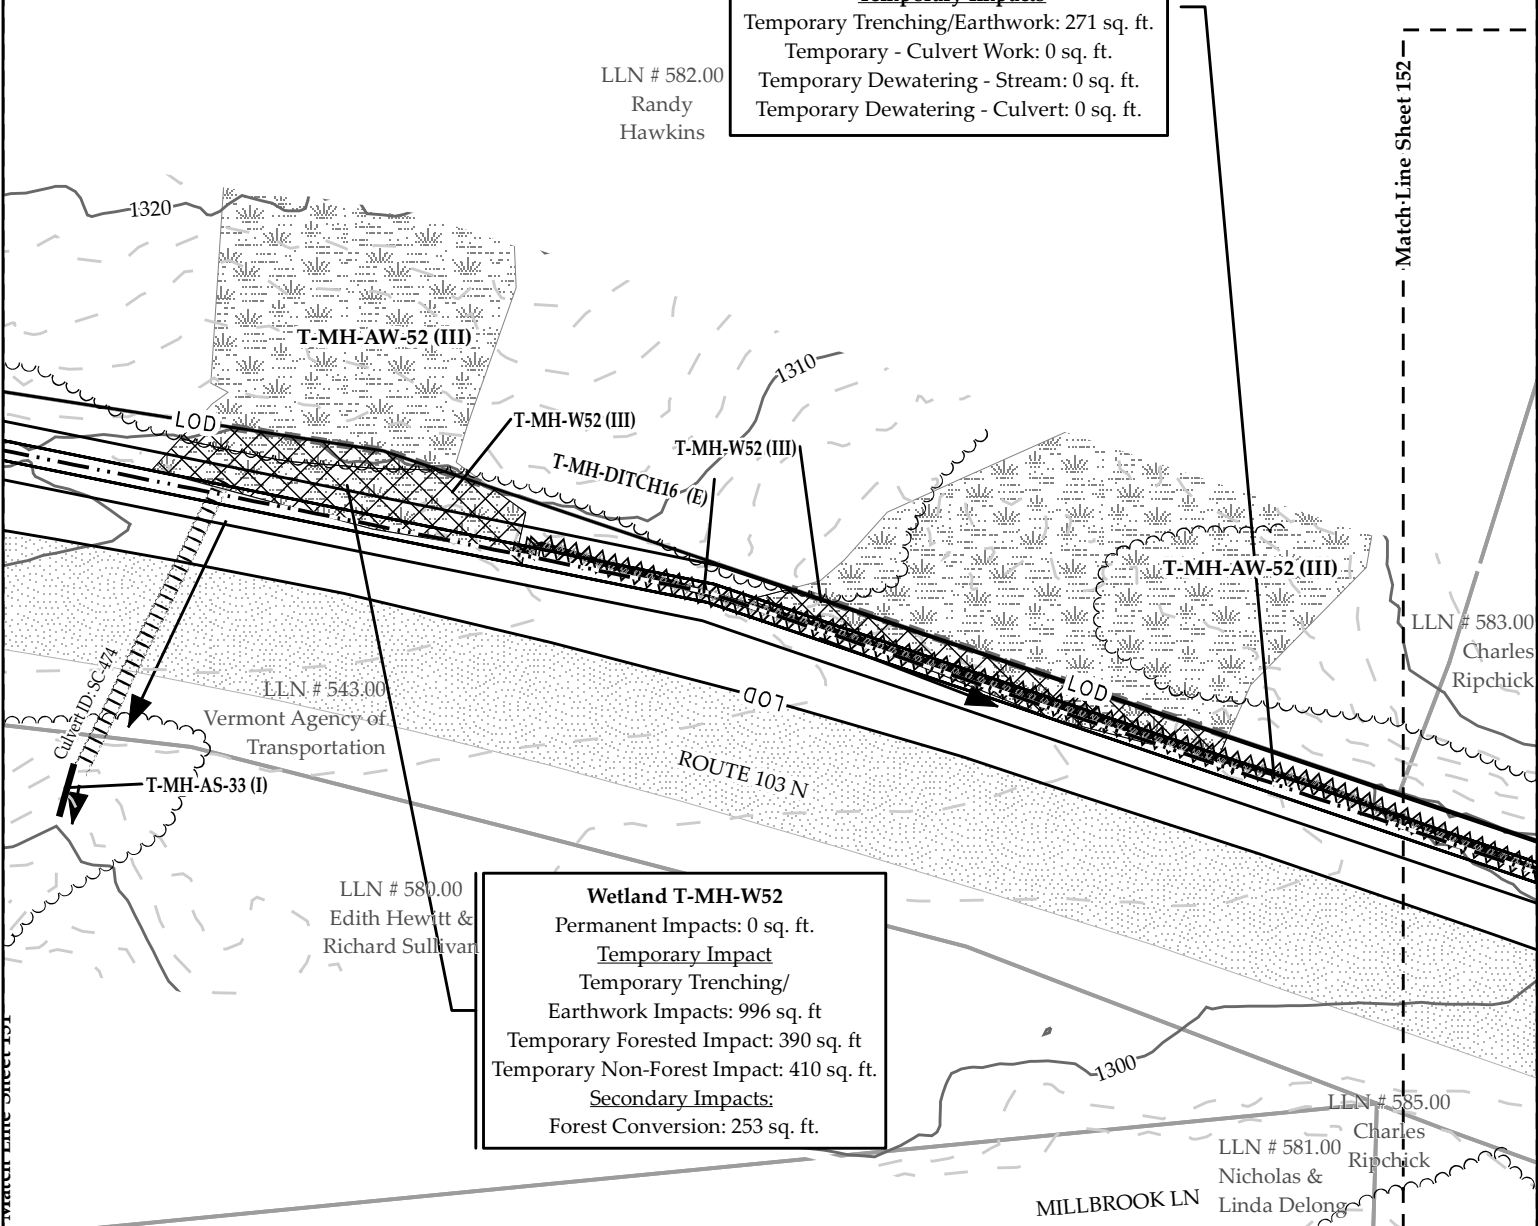 Temporary Impacts
Temporary Trenching/Earthwork: 271 sq. ft.
Temporary - Culvert Work: 0 sq. ft.
Temporary Dewatering - Stream: 0 sq. ft.
Temporary Dewatering - Culvert: 0 sq. ft.
LLN # 582.00
Randy
Hawkins
Match Line Sheet 152
1320
T-MH-AW-52 (III)
1310
LOD
T-MH-W52 (III)
T-MH-W52 (III)
T-MH-DITCH16 (E)
T-MH-AW-52 (III)
LLN # 583.00
Charles
Ripchick
LOD
LOD
Culvert ID: SC-474
LLN # 543.00
Vermont Agency of
Transportation
ROUTE 103 N
T-MH-AS-33 (I)
LLN # 580.00
Edith Hewitt &
Richard Sullivan
Wetland T-MH-W52
Permanent Impacts: 0 sq. ft.
Temporary Impact
Temporary Trenching/
Earthwork Impacts: 996 sq. ft
Temporary Forested Impact: 390 sq. ft
Temporary Non-Forest Impact: 410 sq. ft.
Secondary Impacts:
Forest Conversion: 253 sq. ft.
Match Line Sheet 151
1300
LLN # 585.00
Charles
Ripchick
LLN # 581.00
Nicholas &
Linda Delong
MILLBROOK LN